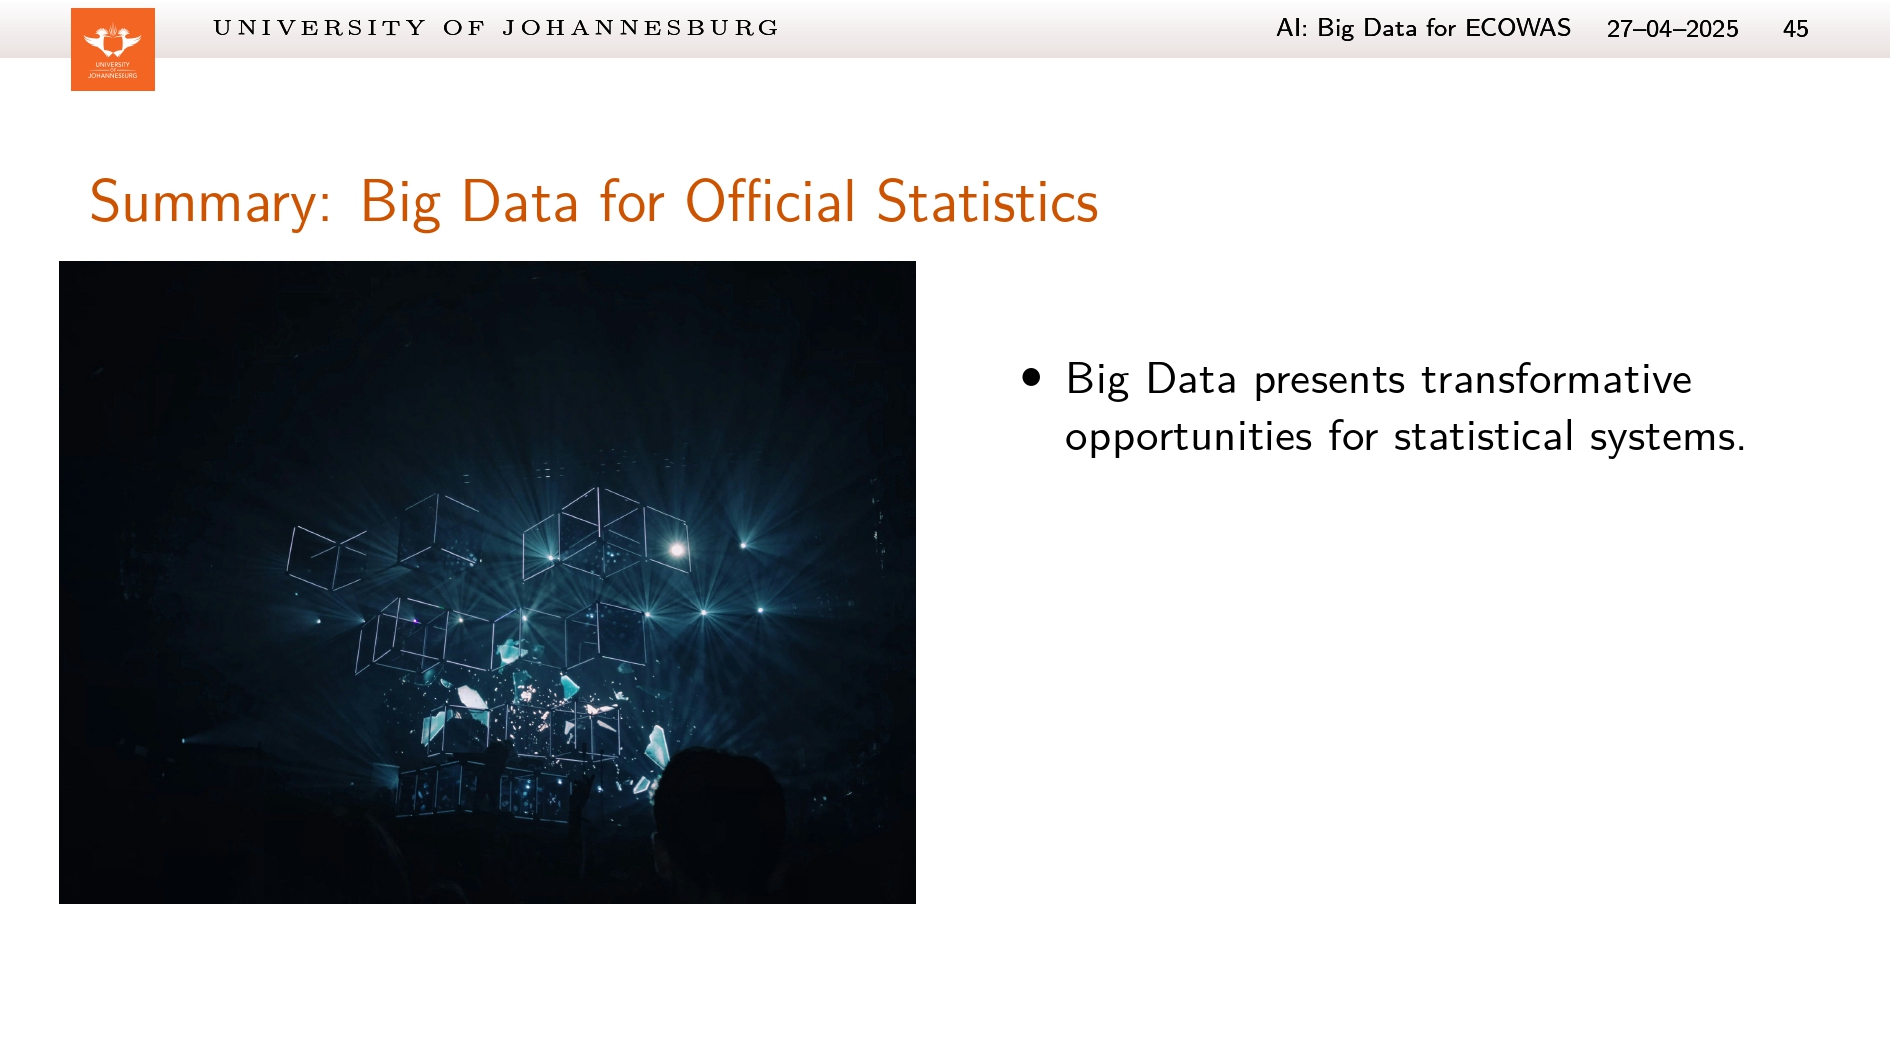 UNIVERSITY OF JOHANNESBURG
AI: Big Data for ECOWAS 27–04–2025 45
UNIVERSITY
OF
JOHANNESBURG
Summary: Big Data for Official Statistics
• Big Data presents transformative
opportunities for statistical systems.